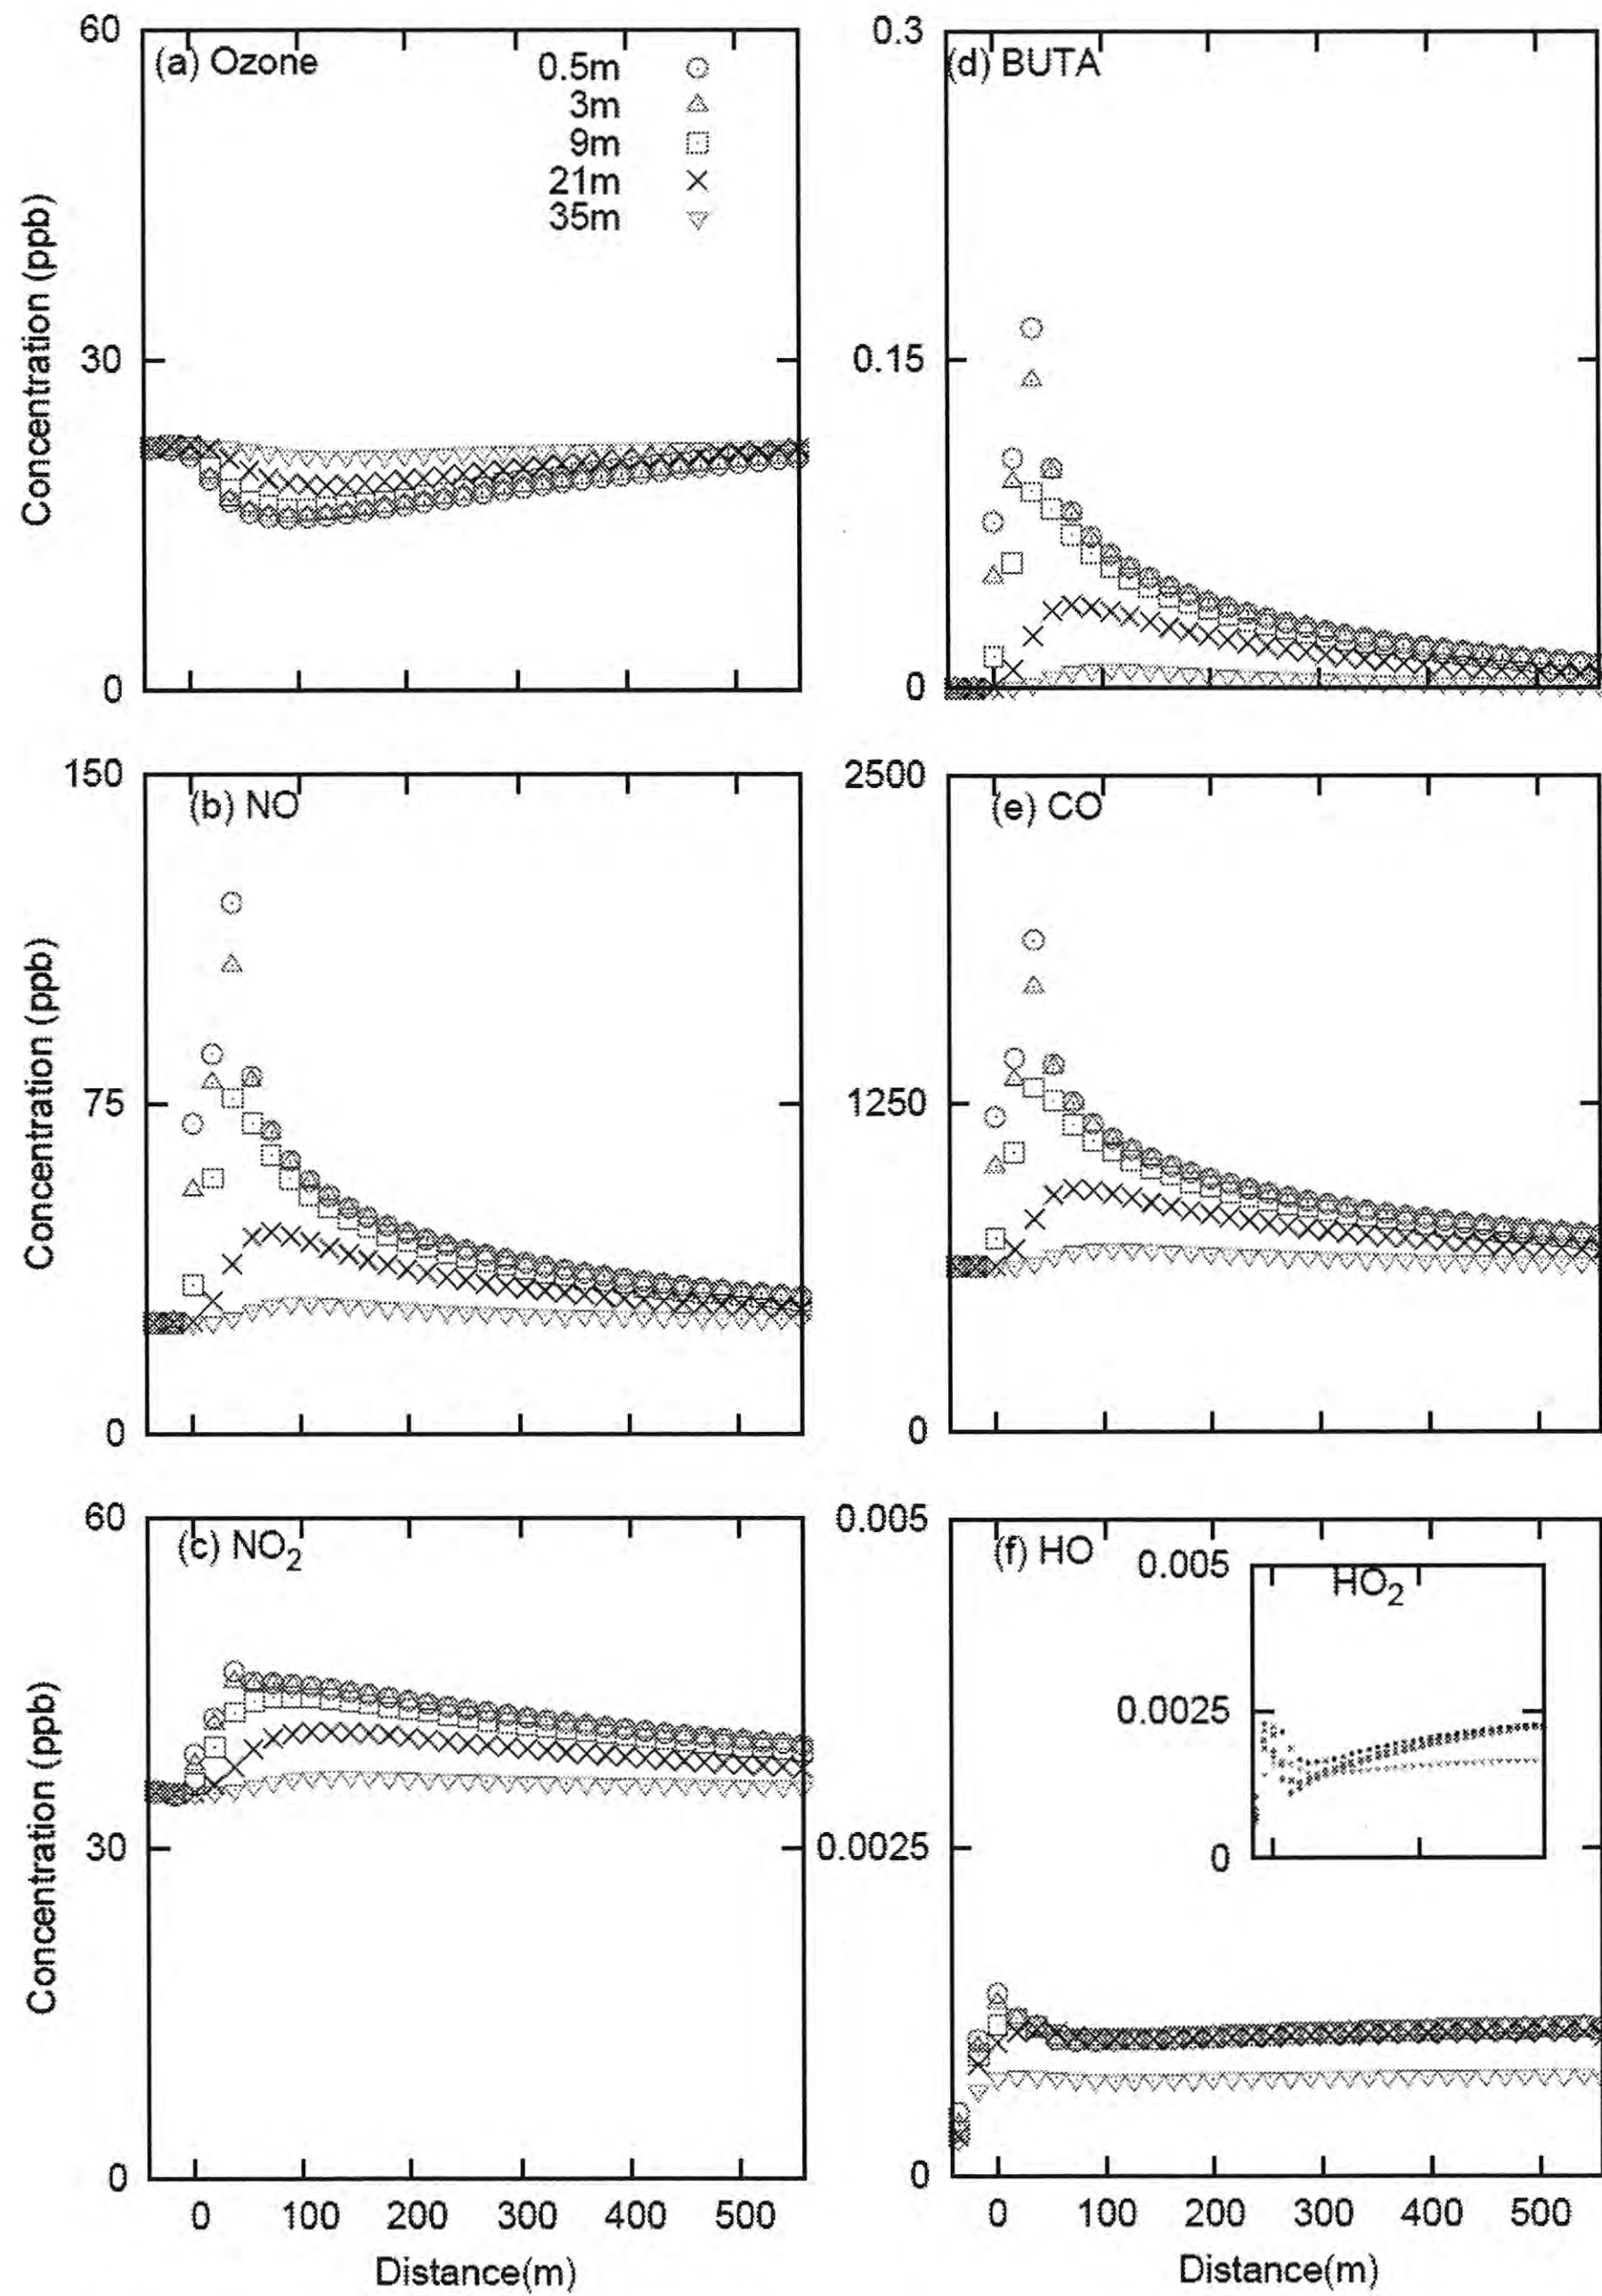 60
(a) Ozone
0.5m
3m
9m
21m
35m
30
0
Concentration (ppb)
0.3
(d) BUTA
0.15
0
150
(b) NO
75
0
Concentration (ppb)
2500
(e) CO
1250
0
60
(c) NO2
30
0
Concentration (ppb)
0 100 200 300 400 500
Distance(m)
0.005
(f) HO
0.005
HO2
0.0025
0
0.0025
0
0 100 200 300 400 500
Distance(m)